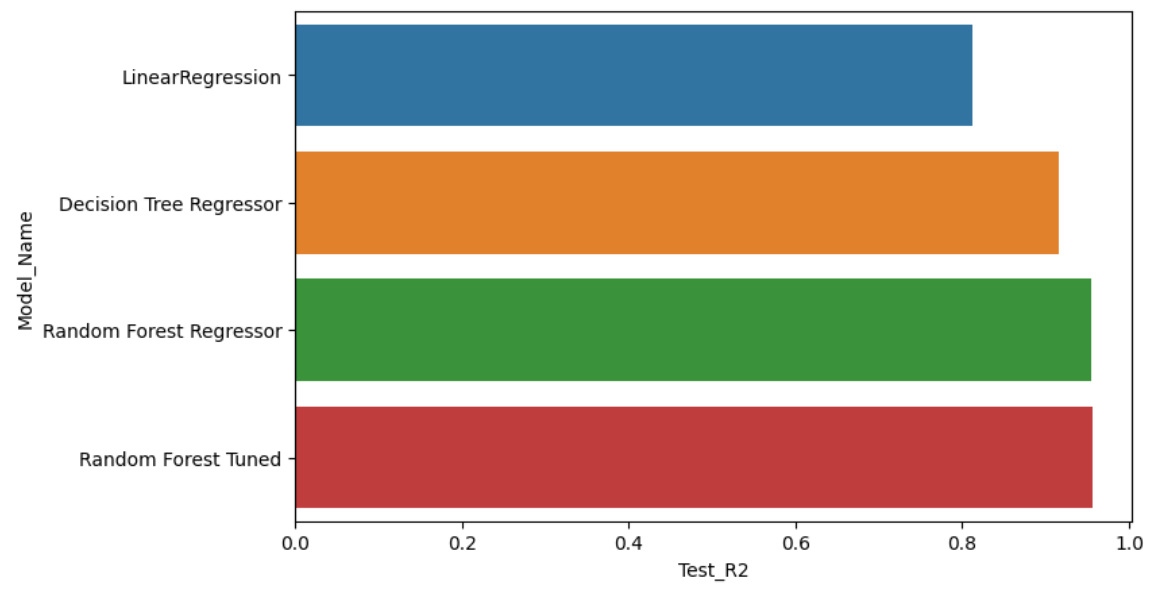 Model_Name
LinearRegression
Decision Tree Regressor
Random Forest Regressor
Random Forest Tuned
0.0 0.2 0.4 0.6 0.8 1.0
Test_R2